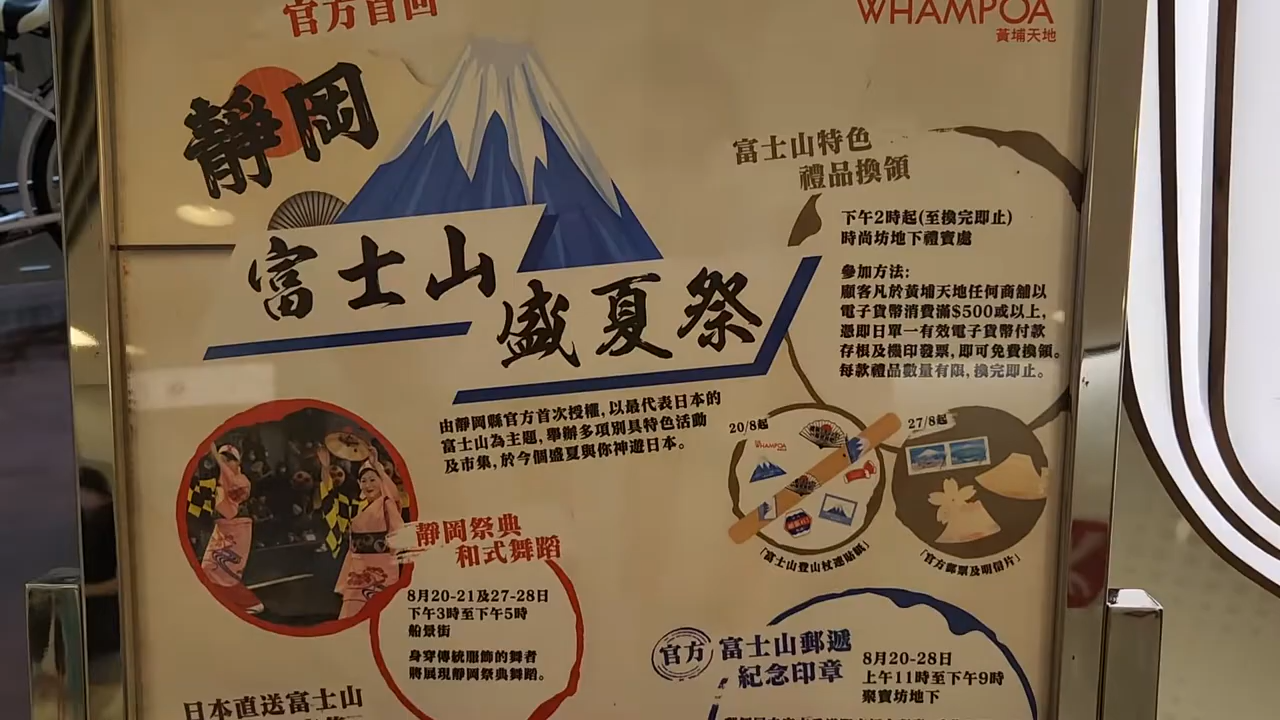 官方首回
WHAMPOA
黃埔天地
靜岡
富士山
盛夏祭
由靜岡縣官方首次授權，以最代表日本的
富士山為主題，舉辦多項別具特色活動
及市集，於今個盛夏與你神遊日本。
富士山特色
禮品換領
下午2時起(至換完即止)
時尚坊地下禮賓處
參加方法:
顧客凡於黃埔天地任何商舖以
電子貨幣消費滿$500或以上，
憑即日單一有效電子貨幣付款
存根及機印發票，即可免費換領。
每款禮品數量有限，換完即止。
20/8起
WHAMPOA
「富士山登山杖連貼紙」
27/8起
「官方郵票及明信片」
靜岡祭典
和式舞蹈
8月20-21及27-28日
下午3時至下午5時
船景街
身穿傳統服飾的舞者
將展現靜岡祭典舞蹈。
官方
富士山郵遞
紀念印章
8月20-28日
上午11時至下午9時
聚寶坊地下
日本直送富士山